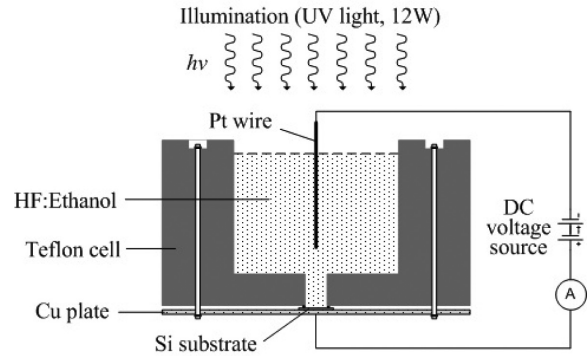 Illumination (UV light, 12W)
hν
Pt wire
HF:Ethanol
DC
voltage
source
Teflon cell
A
Cu plate
Si substrate